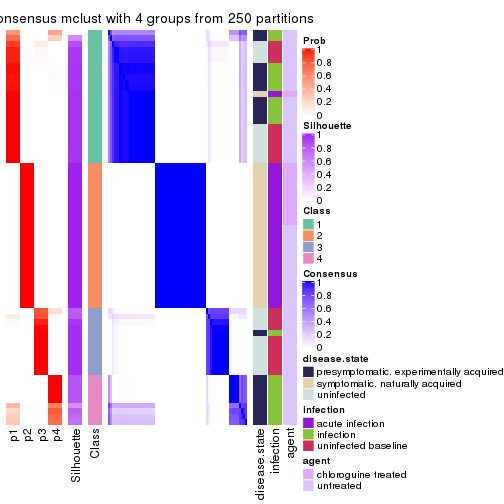 onsensus mclust with 4 groups from 250 partitions
Prob
1
0.8
0.6
0.4
0.2
0
Silhouette
1
0.8
0.6
0.4
0.2
0
Class
1
2
3
4
Consensus
1
0.8
0.6
0.4
0.2
0
disease.state
presymptomatic. experimentally acquired
symptomatic. naturally acquired
uninfected
infection
acute infection
infection
uninfected baseline
agent
chloroguine treated
untreated
p1
p2
p3
p4
Silhouette
Class
disease.state
infection
agent